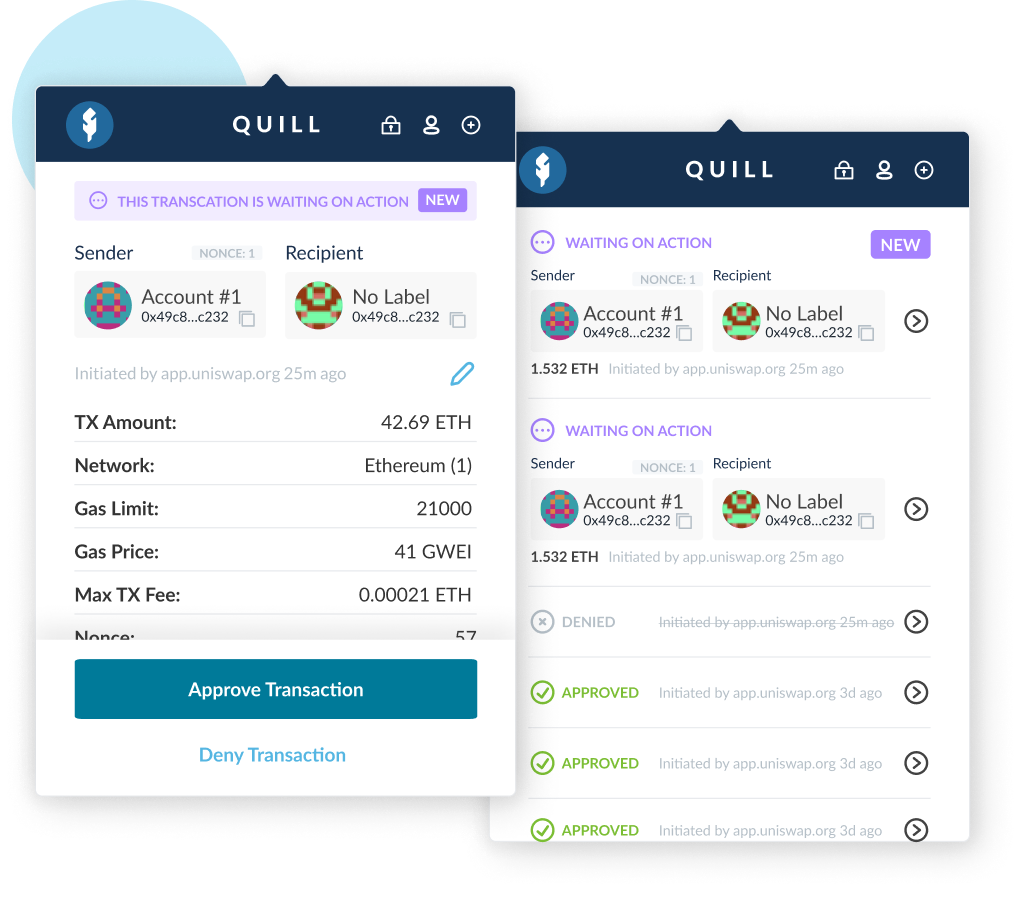 QUILL
THIS TRANSCATION IS WAITING ON ACTION NEW
Sender NONCE: 1 Recipient
Account #1 No Label
0x49c8...c232 0x49c8...c232
Initiated by app.uniswap.org 25m ago
TX Amount: 42.69 ETH
Network: Ethereum (1)
Gas Limit: 21000
Gas Price: 41 GWEI
Max TX Fee: 0.00021 ETH
Nonce: 57
Approve Transaction
Deny Transaction
QUILL
WAITING ON ACTION NEW
Sender NONCE: 1 Recipient
Account #1 No Label
0x49c8...c232 0x49c8...c232
1.532 ETH Initiated by app.uniswap.org 25m ago
WAITING ON ACTION
Sender NONCE: 1 Recipient
Account #1 No Label
0x49c8...c232 0x49c8...c232
1.532 ETH Initiated by app.uniswap.org 25m ago
DENIED Initiated by app.uniswap.org 25m ago
APPROVED Initiated by app.uniswap.org 3d ago
APPROVED Initiated by app.uniswap.org 3d ago
APPROVED Initiated by app.uniswap.org 3d ago